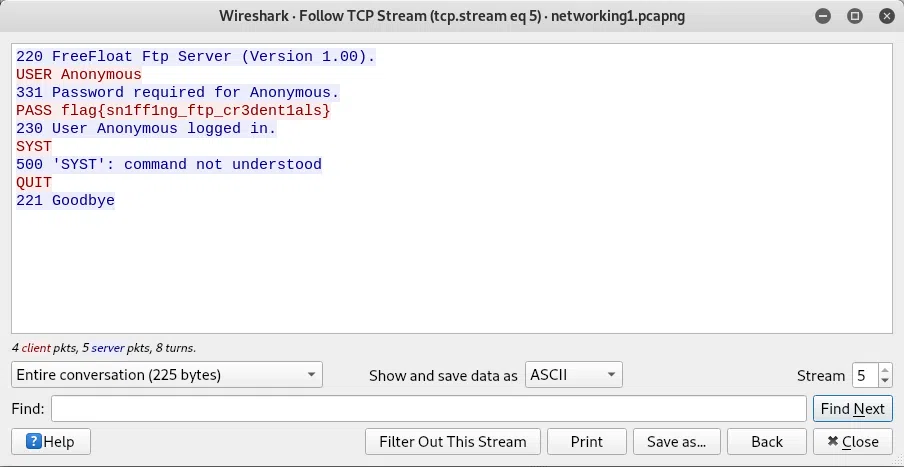 Wireshark · Follow TCP Stream (tcp.stream eq 5) · networking1.pcapng
220 FreeFloat Ftp Server (Version 1.00).
USER Anonymous
331 Password required for Anonymous.
PASS flag{sn1ff1ng_ftp_cr3dent1als}
230 User Anonymous logged in.
SYST
500 'SYST': command not understood
QUIT
221 Goodbye
4 client pkts, 5 server pkts, 8 turns.
Entire conversation (225 bytes) Show and save data as ASCII Stream 5
Find: Find Next
?Help Filter Out This Stream Print Save as... Back Close